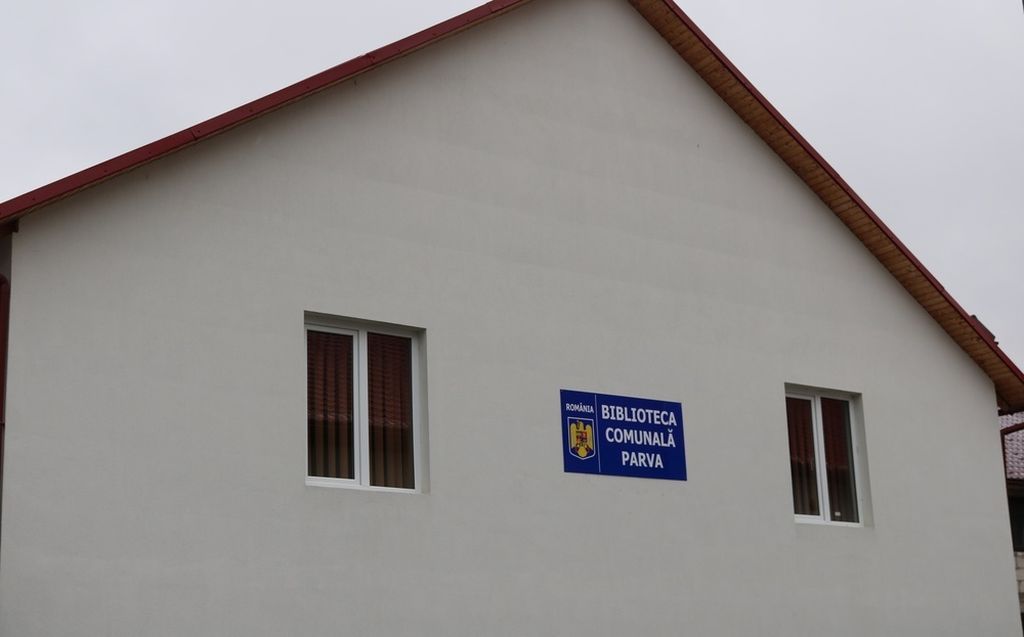 ROMÂNIA
BIBLIOTECA
COMUNALĂ
PARVA